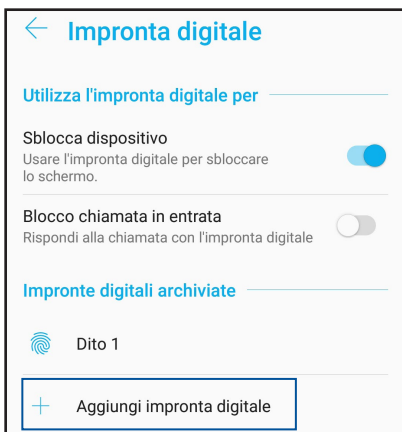 Impronta digitale
Utilizza l'impronta digitale per
Sblocca dispositivo
Usare l'impronta digitale per sbloccare
lo schermo.
Blocco chiamata in entrata
Rispondi alla chiamata con l'impronta digitale
Impronte digitali archiviate
Dito 1
Aggiungi impronta digitale